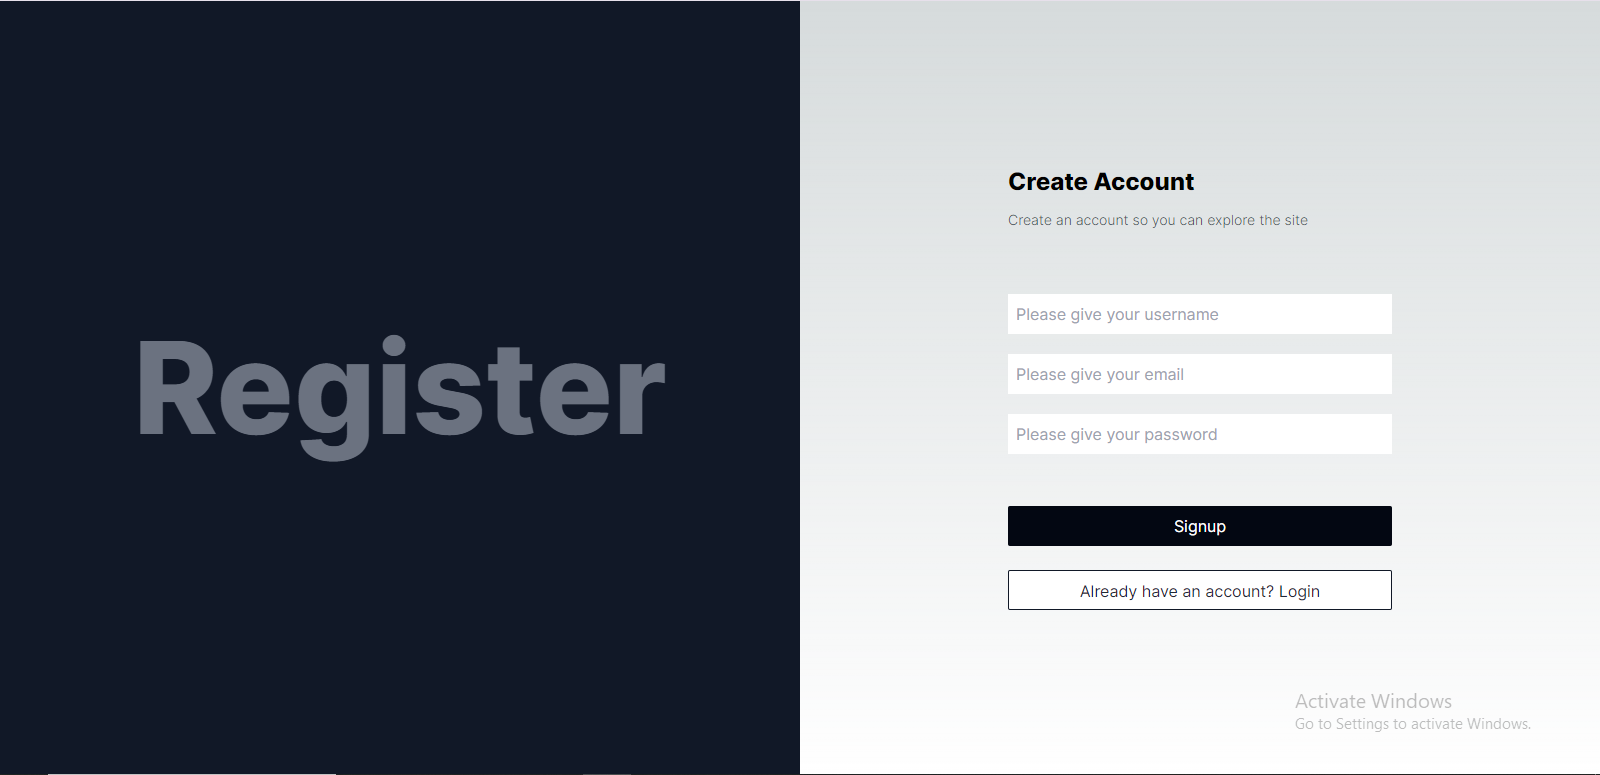 Register
Create Account
Create an account so you can explore the site
Please give your username
Please give your email
Please give your password
Signup
Already have an account? Login
Activate Windows
Go to Settings to activate Windows.